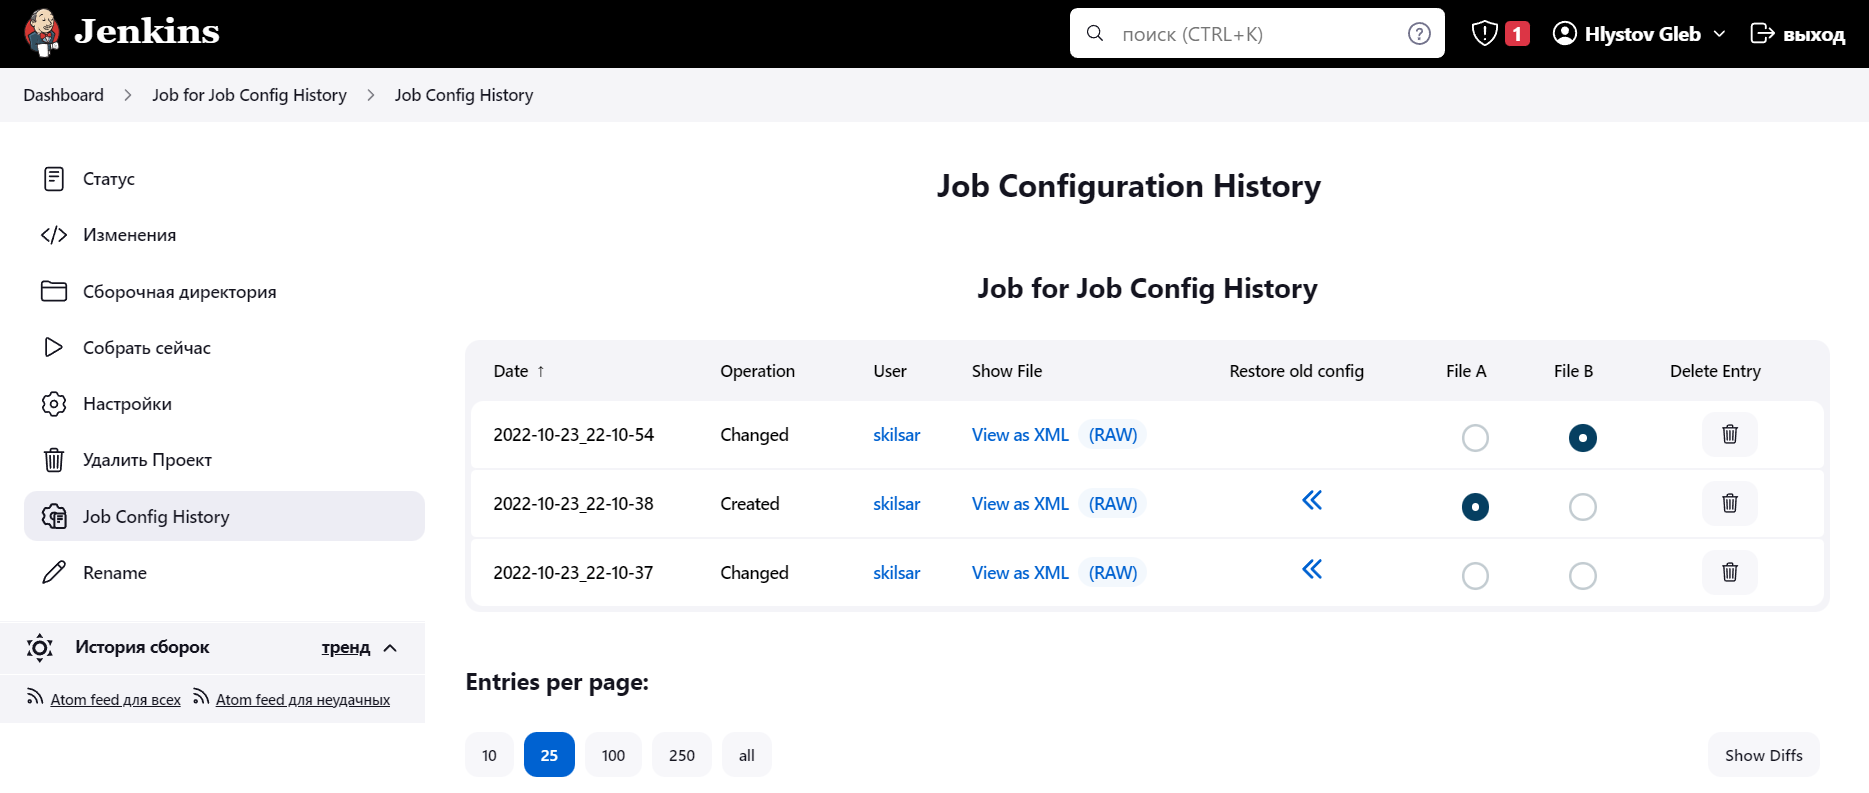 Jenkins
поиск (CTRL+K)
1
Hlystov Gleb
выход
Dashboard > Job for Job Config History > Job Config History
Статус
Изменения
Сборочная директория
Собрать сейчас
Настройки
Удалить Проект
Job Config History
Rename
История сборок тренд
Atom feed для всех Atom feed для неудачных
Job Configuration History
Job for Job Config History
Date ↑ Operation User Show File Restore old config File A File B Delete Entry
2022-10-23_22-10-54 Changed skilsar View as XML (RAW)
2022-10-23_22-10-38 Created skilsar View as XML (RAW)
2022-10-23_22-10-37 Changed skilsar View as XML (RAW)
Entries per page:
10 25 100 250 all
Show Diffs